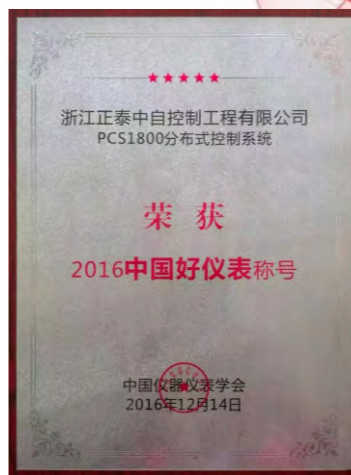 浙江正泰中自控制工程有限公司
PCS1800分布式控制系统
荣获
2016中国好仪表称号
中国仪器仪表学会
2016年12月14日